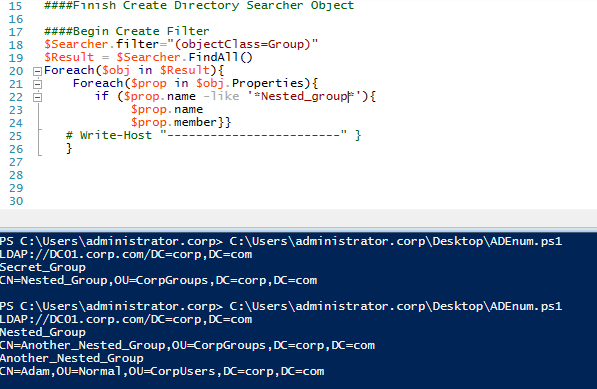 15 ####Finish Create Directory Searcher Object
16
17 ####Begin Create Filter
18 $Searcher.filter="(objectClass=Group)"
19 $Result = $Searcher.FindAll()
20 Foreach($obj in $Result){
21 Foreach($prop in $obj.Properties){
22 if ($prop.name -like '*Nested_group*'){
23 $prop.name
24 $prop.member}}
25 # Write-Host "------------------------" }
26 }
27
28
29
30
PS C:\Users\administrator.corp> C:\Users\administrator.corp\Desktop\ADEnum.ps1
LDAP://DC01.corp.com/DC=corp,DC=com
Secret_Group
CN=Nested_Group,OU=CorpGroups,DC=corp,DC=com
PS C:\Users\administrator.corp> C:\Users\administrator.corp\Desktop\ADEnum.ps1
LDAP://DC01.corp.com/DC=corp,DC=com
Nested_Group
CN=Another_Nested_Group,OU=CorpGroups,DC=corp,DC=com
Another_Nested_Group
CN=Adam,OU=Normal,OU=CorpUsers,DC=corp,DC=com